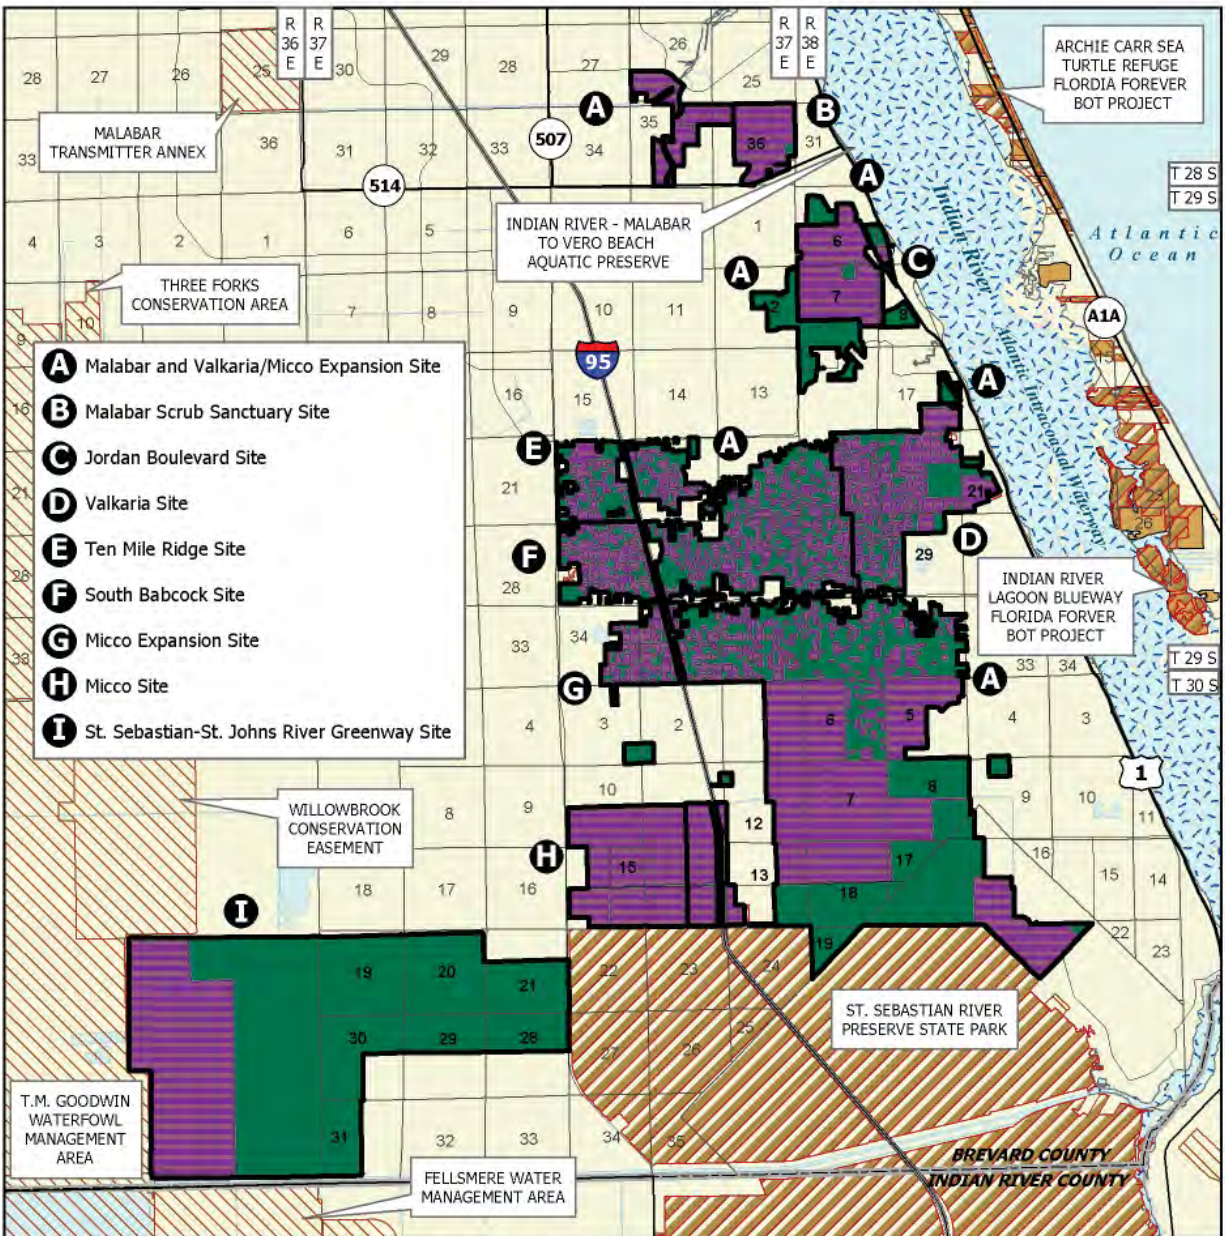 R
36
E
R
37
E
R
37
E
R
38
E
ARCHIE CARR SEA
TURTLE REFUGE
FLORDIA FOREVER
BOT PROJECT
26
29
28
27
25
30
28
27
26
25
A
B
MALABAR
TRANSMITTER ANNEX
507
35
36
31
36
33
31
32
33
34
514
T 28 S
T 29 S
A
INDIAN RIVER - MALABAR
TO VERO BEACH
AQUATIC PRESERVE
Indian River
Atlantic
Ocean
4
3
2
1
6
5
1
6
C
A
THREE FORKS
CONSERVATION AREA
7
8
9
10
11
2
7
8
A1A
10
9
95
Atlantic Intracoastal Waterway
15
A Malabar and Valkaria/Micco Expansion Site
B Malabar Scrub Sanctuary Site
C Jordan Boulevard Site
D Valkaria Site
E Ten Mile Ridge Site
F South Babcock Site
G Micco Expansion Site
H Micco Site
I St. Sebastian-St. Johns River Greenway Site
16
16
15
14
13
17
A
E
A
21
21
21
23
26
D
F
29
28
28
INDIAN RIVER
LAGOON BLUEWAY
FLORIDA FORVER
BOT PROJECT
34
33
33
33
34
T 29 S
T 30 S
G
A
4
3
2
6
5
4
3
1
WILLOWBROOK
CONSERVATION
EASEMENT
8
9
10
7
8
9
10
11
12
H
15
13
17
16
15
14
18
17
16
18
I
22
23
19
19
20
21
22
23
24
ST. SEBASTIAN RIVER
PRESERVE STATE PARK
30
29
28
27
26
25
T.M. GOODWIN
WATERFOWL
MANAGEMENT
AREA
31
32
33
34
35
BREVARD COUNTY
INDIAN RIVER COUNTY
FELLSMERE WATER
MANAGEMENT AREA